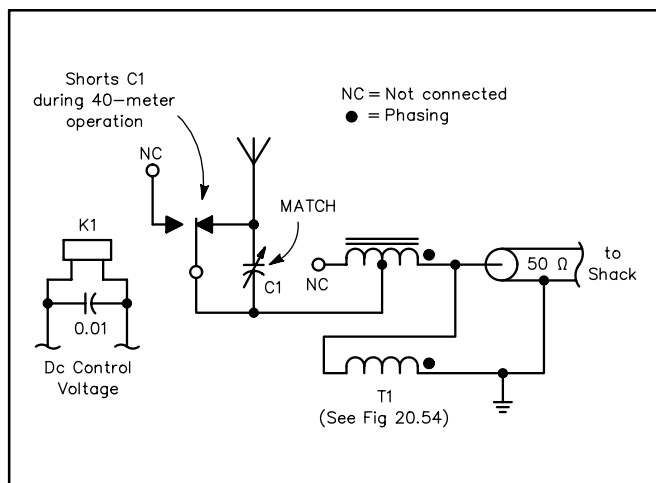 Shorts C1
during 40-meter
operation
NC = Not connected
● = Phasing
NC
K1
MATCH
C1
NC
50 Ω
to
Shack
0.01
Dc Control
Voltage
T1
(See Fig 20.54)